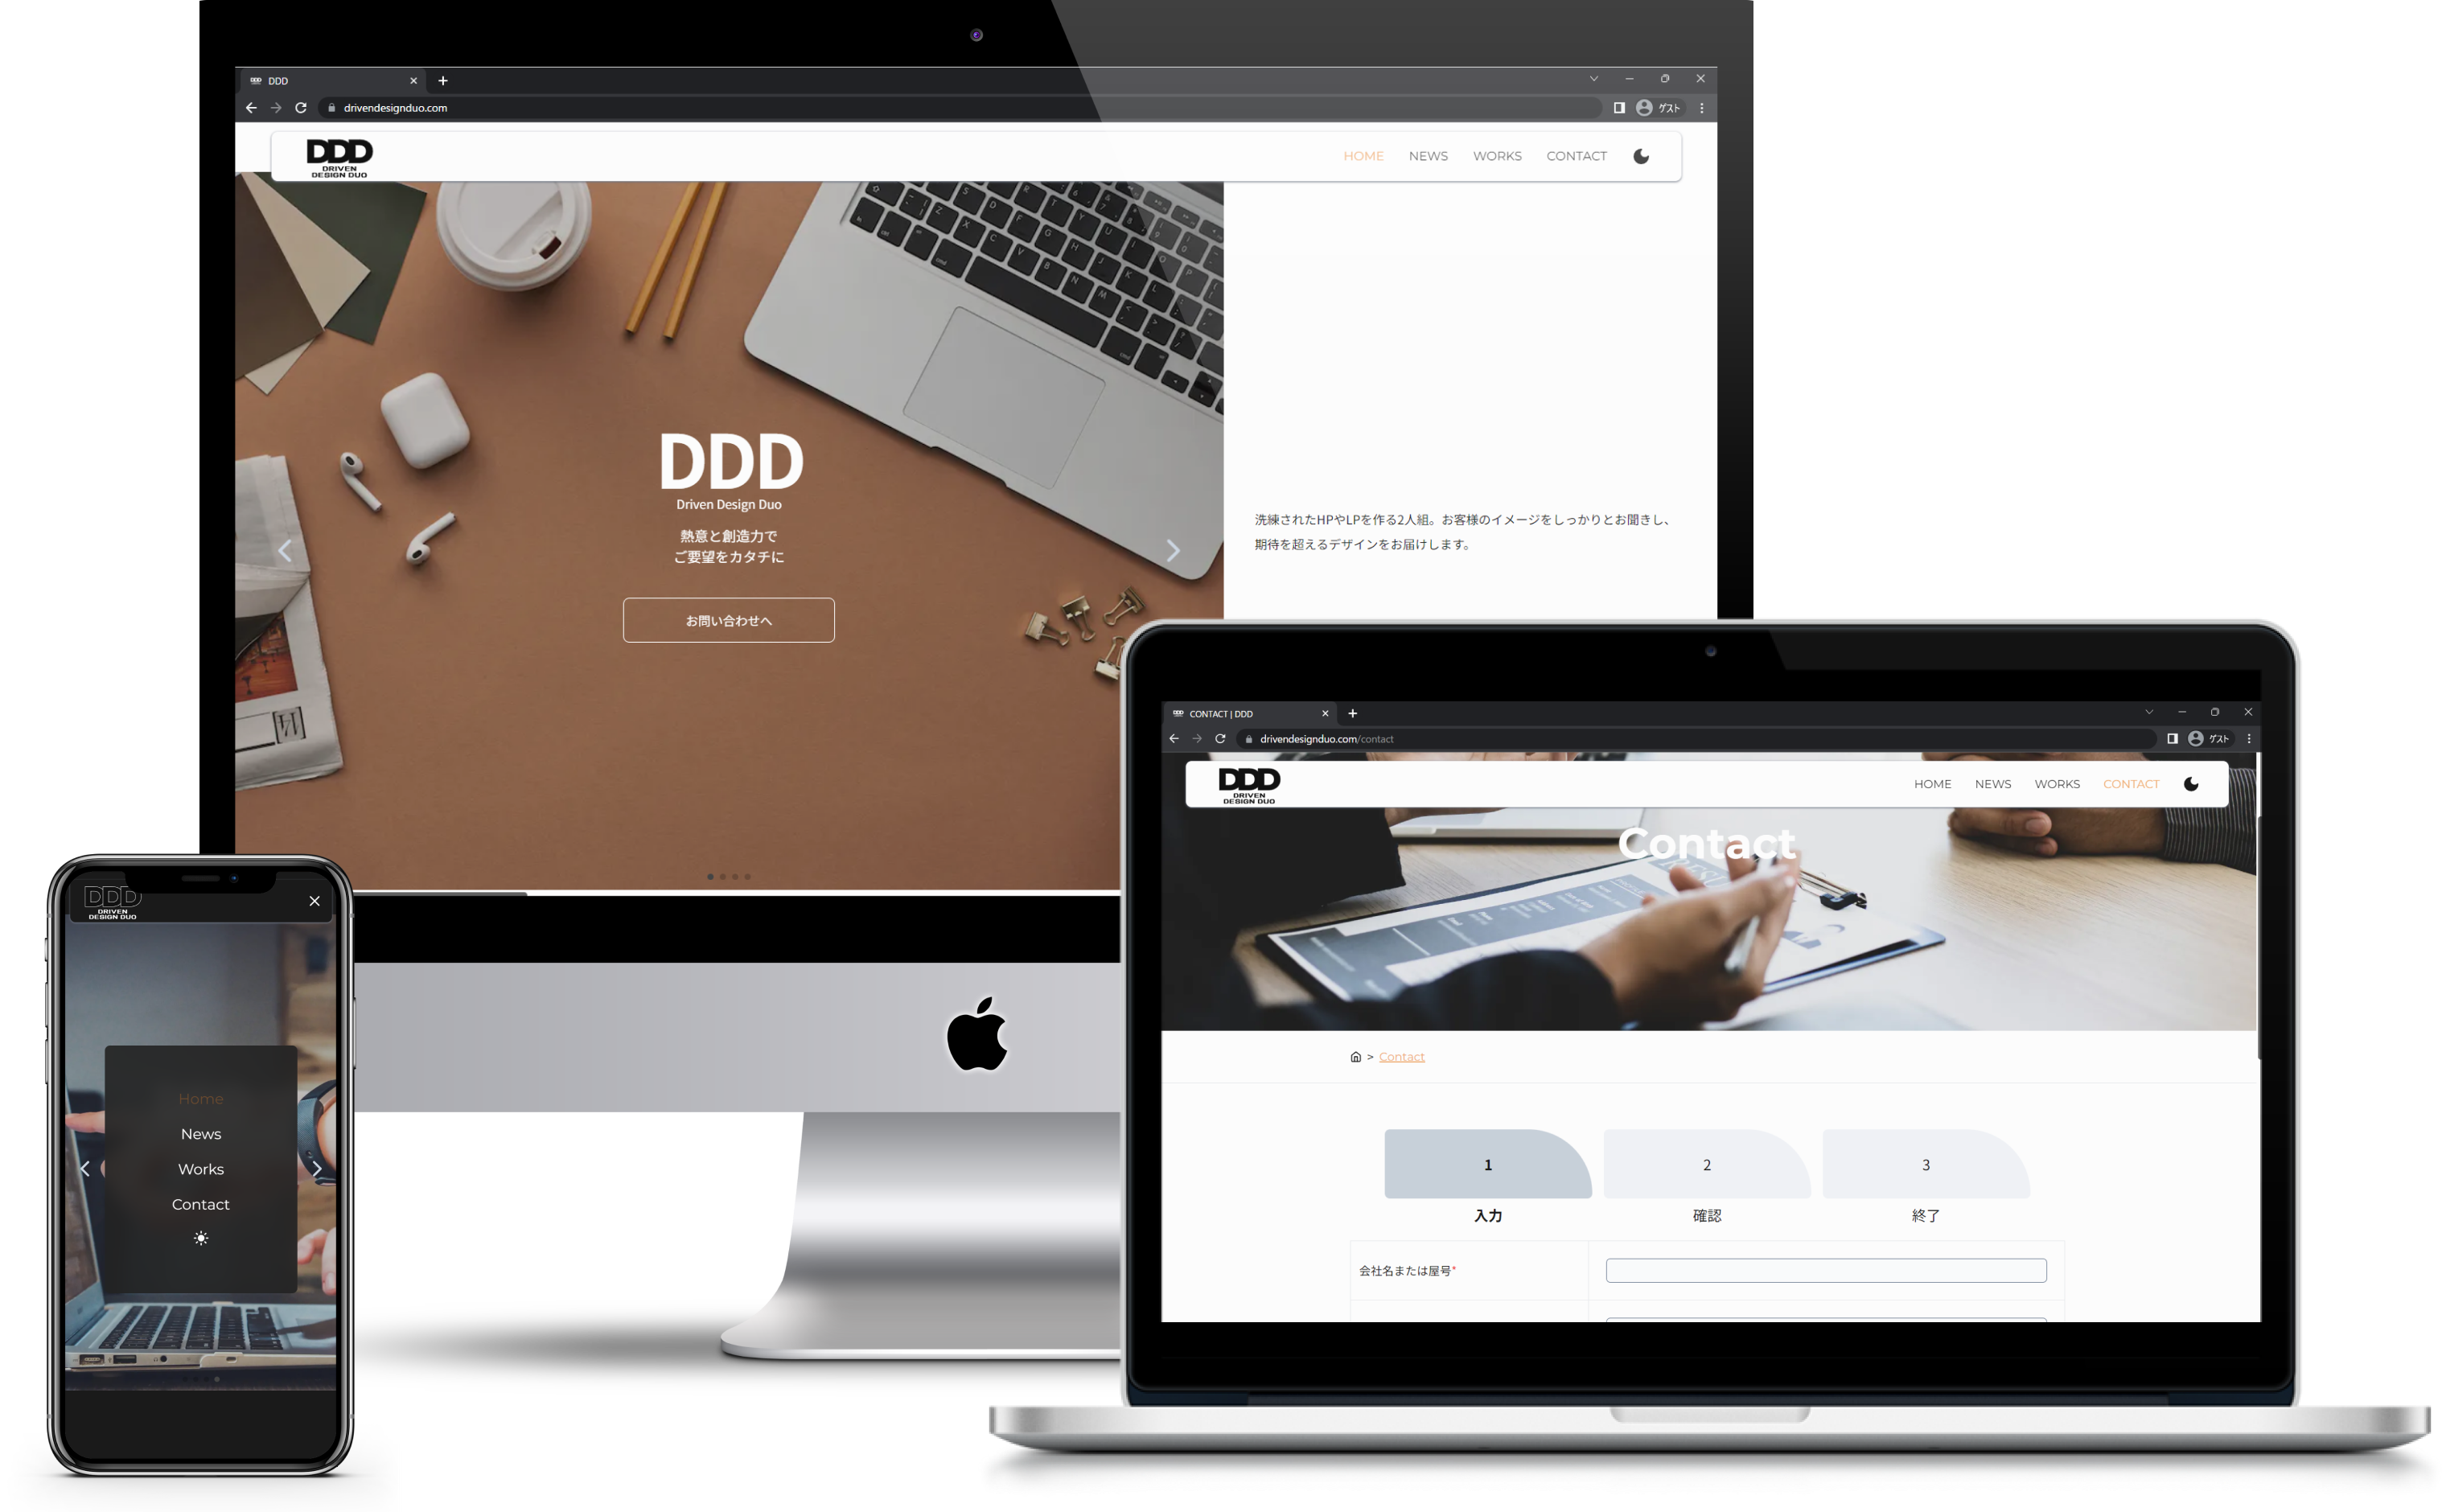 DDD
drivendesignduo.com
ゲスト
DDD
DRIVEN
DESIGN DUO
HOME NEWS WORKS CONTACT
DDD
Driven Design Duo
熱意と創造力で
ご要望をカタチに
お問い合わせへ
洗練されたHPやLPを作る2人組。お客様のイメージをしっかりとお聞きし、
期待を超えるデザインをお届けします。
CONTACT | DDD
drivendesignduo.com/contact
ゲスト
DDD
DRIVEN
DESIGN DUO
HOME NEWS WORKS CONTACT
Contact
> Contact
1 2 3
入力 確認 終了
会社名または屋号*
DDD
DRIVEN
DESIGN DUO
Home
News
Works
Contact